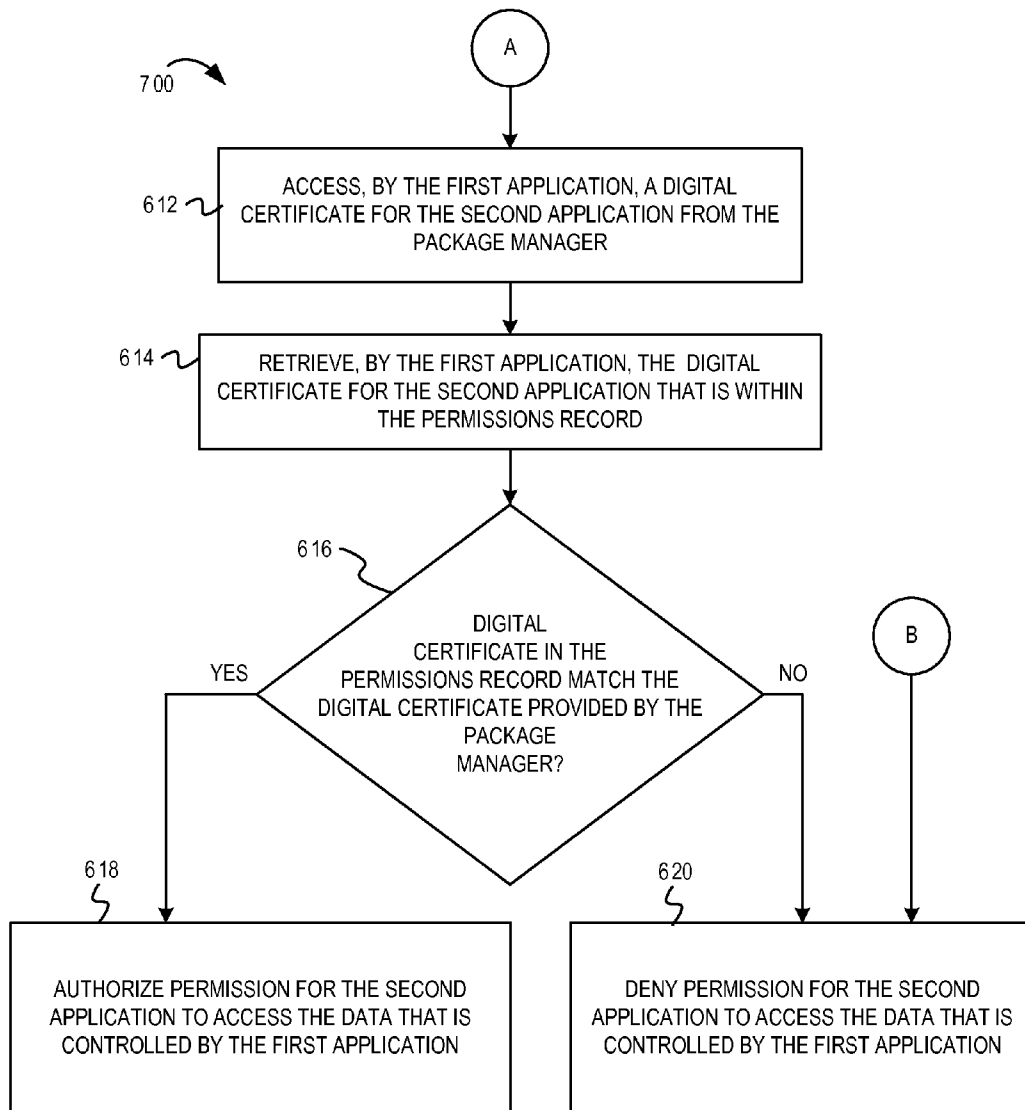 A
700
612
ACCESS, BY THE FIRST APPLICATION, A DIGITAL
CERTIFICATE FOR THE SECOND APPLICATION FROM THE
PACKAGE MANAGER
614
RETRIEVE, BY THE FIRST APPLICATION, THE DIGITAL
CERTIFICATE FOR THE SECOND APPLICATION THAT IS WITHIN
THE PERMISSIONS RECORD
616
DIGITAL
CERTIFICATE IN THE
PERMISSIONS RECORD MATCH THE
DIGITAL CERTIFICATE PROVIDED BY THE
PACKAGE
MANAGER?
YES
NO
B
618
AUTHORIZE PERMISSION FOR THE SECOND
APPLICATION TO ACCESS THE DATA THAT IS
CONTROLLED BY THE FIRST APPLICATION
620
DENY PERMISSION FOR THE SECOND
APPLICATION TO ACCESS THE DATA THAT IS
CONTROLLED BY THE FIRST APPLICATION